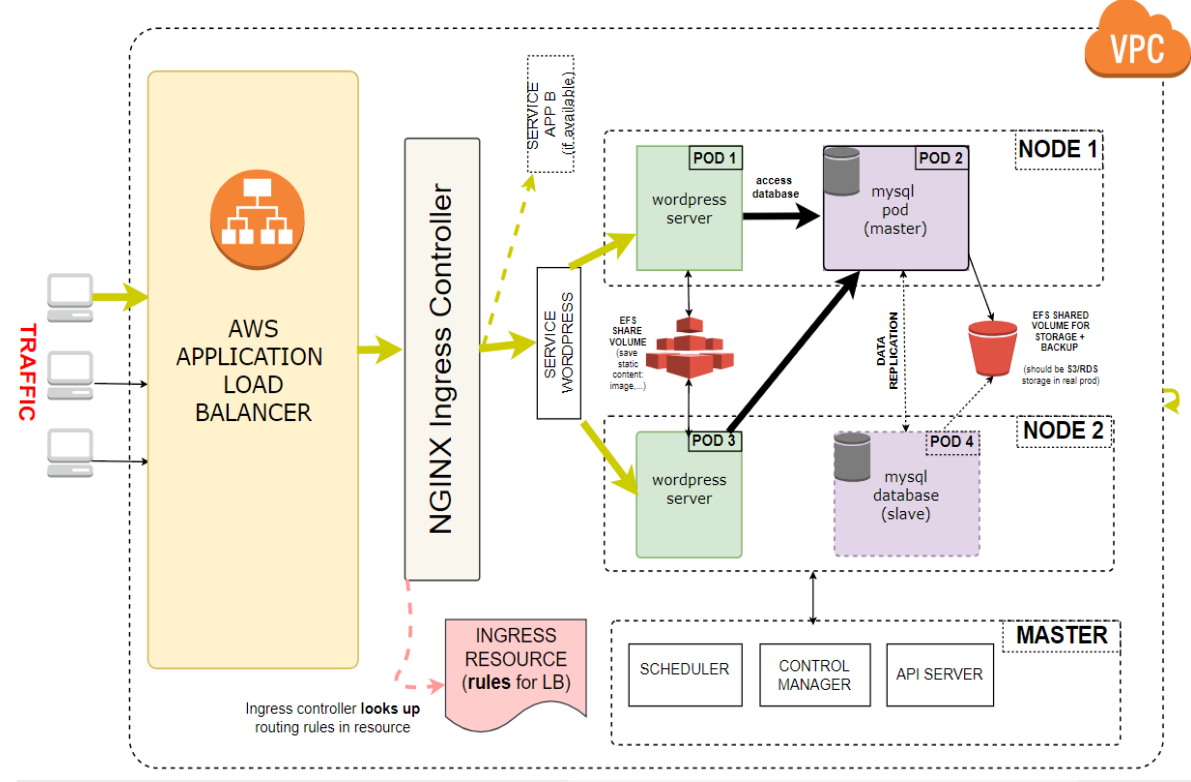 VPC
TRAFFIC
AWS
APPLICATION
LOAD
BALANCER
NGINX Ingress Controller
SERVICE
APP B
(if available)
SERVICE
WORDPRESS
NODE 1
POD 1
wordpress
server
access
database
POD 2
mysql
pod
(master)
EFS
SHARE
VOLUME
(save
static
content:
image,...)
DATA
REPLICATION
EFS SHARED
VOLUME FOR
STORAGE +
BACKUP
(should be S3/RDS
storage in real prod)
NODE 2
POD 3
wordpress
server
POD 4
mysql
database
(slave)
INGRESS
RESOURCE
(rules for LB)
Ingress controller looks up
routing rules in resource
MASTER
SCHEDULER
CONTROL
MANAGER
API SERVER